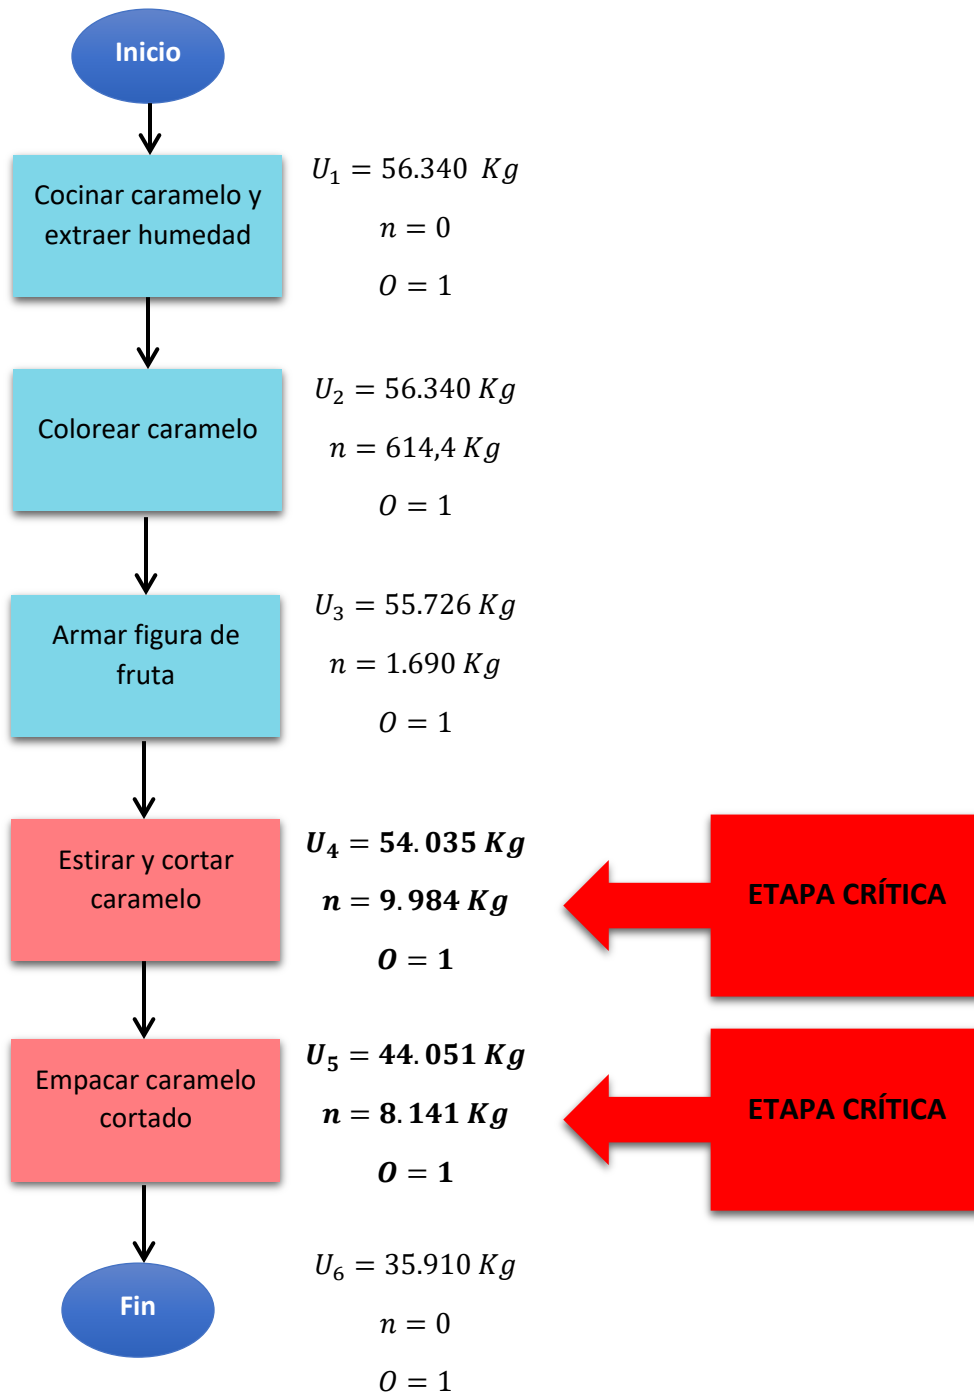 Inicio
Cocinar caramelo y
extraer humedad
U₁ = 56.340 Kg
n = 0
O = 1
Colorear caramelo
U₂ = 56.340 Kg
n = 614,4 Kg
O = 1
Armar figura de
fruta
U₃ = 55.726 Kg
n = 1.690 Kg
O = 1
Estirar y cortar
caramelo
U₄ = 54.035 Kg
n = 9.984 Kg
O = 1
ETAPA CRÍTICA
Empacar caramelo
cortado
U₅ = 44.051 Kg
n = 8.141 Kg
O = 1
ETAPA CRÍTICA
Fin
U₆ = 35.910 Kg
n = 0
O = 1